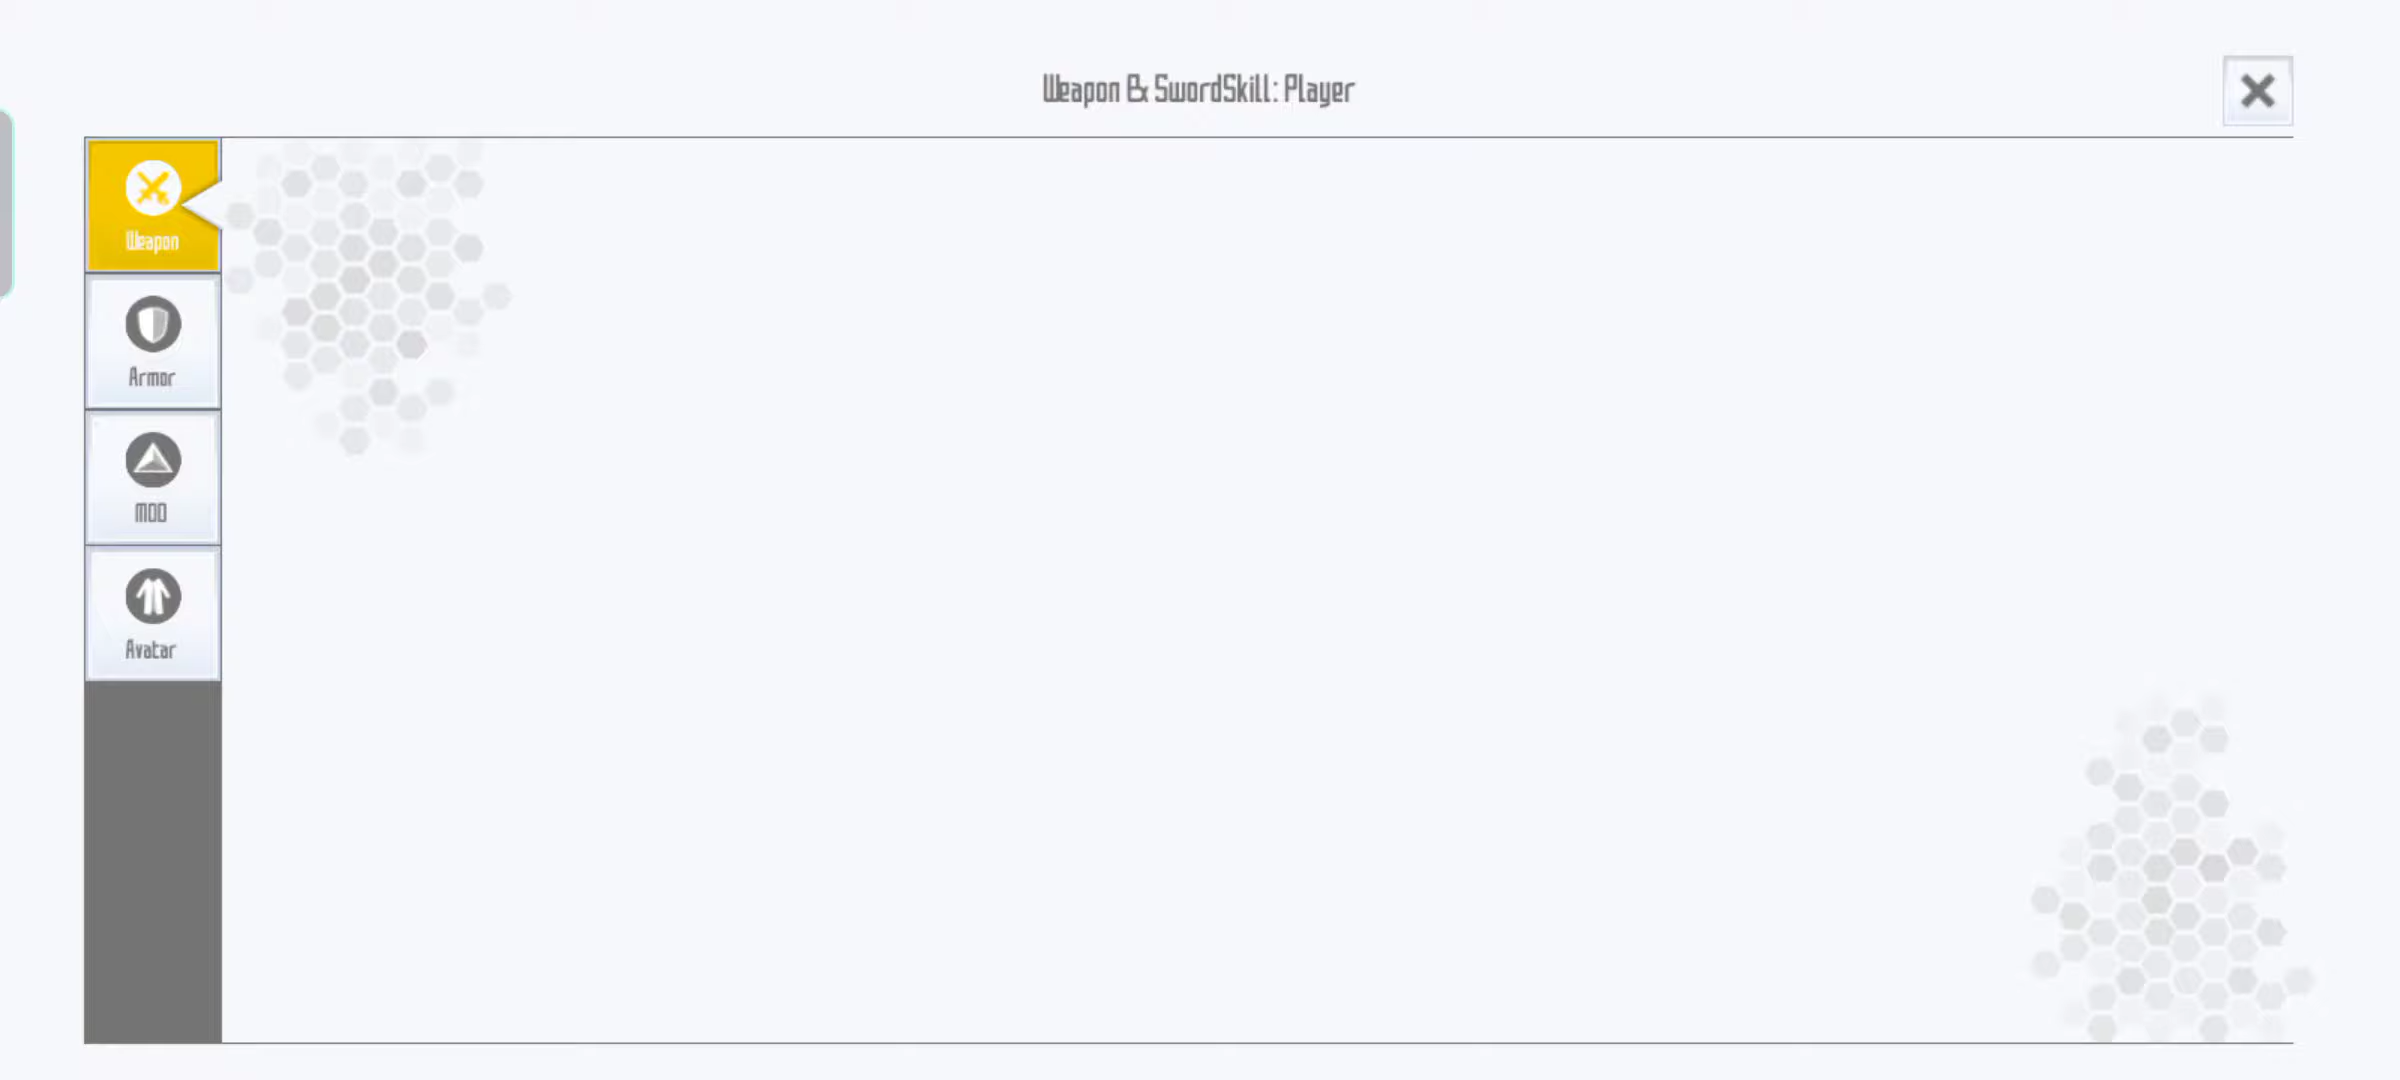 Weapon & SwordSkill: Player
Weapon
Armor
MOD
Avatar